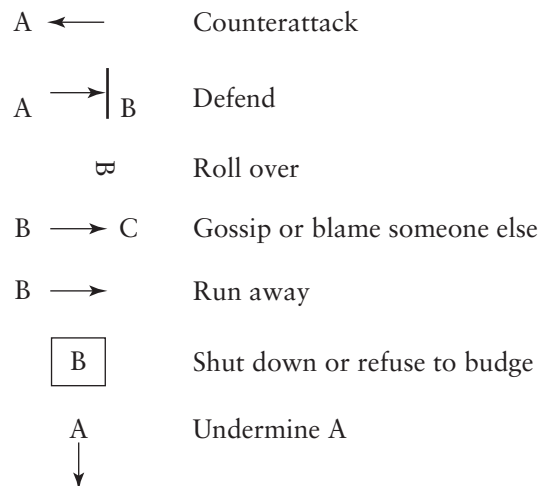 A Counterattack
A B Defend
B Roll over
B C Gossip or blame someone else
B Run away
B Shut down or refuse to budge
A Undermine A